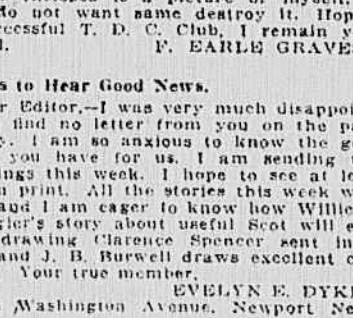 do not want same destroy it. Hop
ccessful T. D. C. Club, I remain y
F. EARLE GRAVE
s to Hear Good News.
r Editor,—I was very much disappoi
find no letter from you on the p
. I am so anxious to know the g
you have for us. I am sending
ings this week. I hope to see at le
n print. All the stories this week w
and I am eager to know how Willie
gler's story about useful Scot will e
drawing Clarence Spencer sent in
and J. B. Burwell draws excellent c
Your true member,
EVELYN E. DYKE
Washington Avenue, Newport Ne